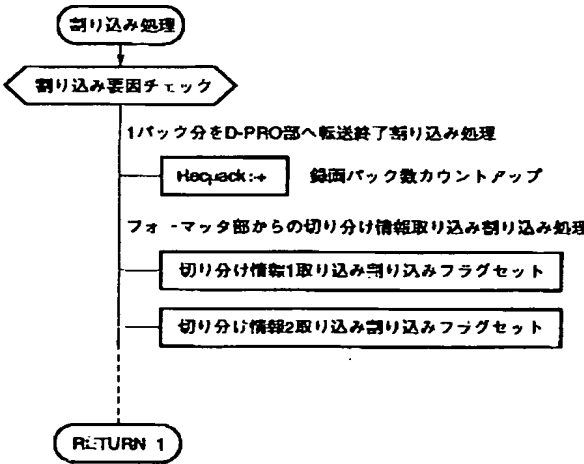 割り込み処理
割り込み要因チェック
1パック分をD-PRO部へ転送終了割り込み処理
Recpack:+ 録画パック数カウントアップ
フォーマッタ部からの切り分け情報取り込み割り込み処理
切り分け情報1取り込み割り込みフラグセット
切り分け情報2取り込み割り込みフラグセット
RETURN 1